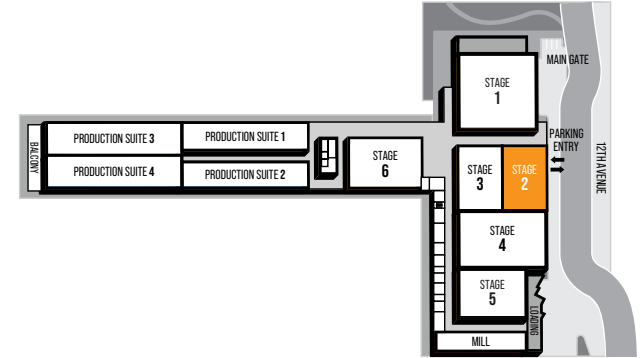 MAIN GATE
STAGE
1
PARKING
ENTRY
12TH AVENUE
BALCONY
PRODUCTION SUITE 3
PRODUCTION SUITE 1
PRODUCTION SUITE 4
PRODUCTION SUITE 2
STAGE
6
STAGE
3
STAGE
2
STAGE
4
STAGE
5
LOADING
MILL